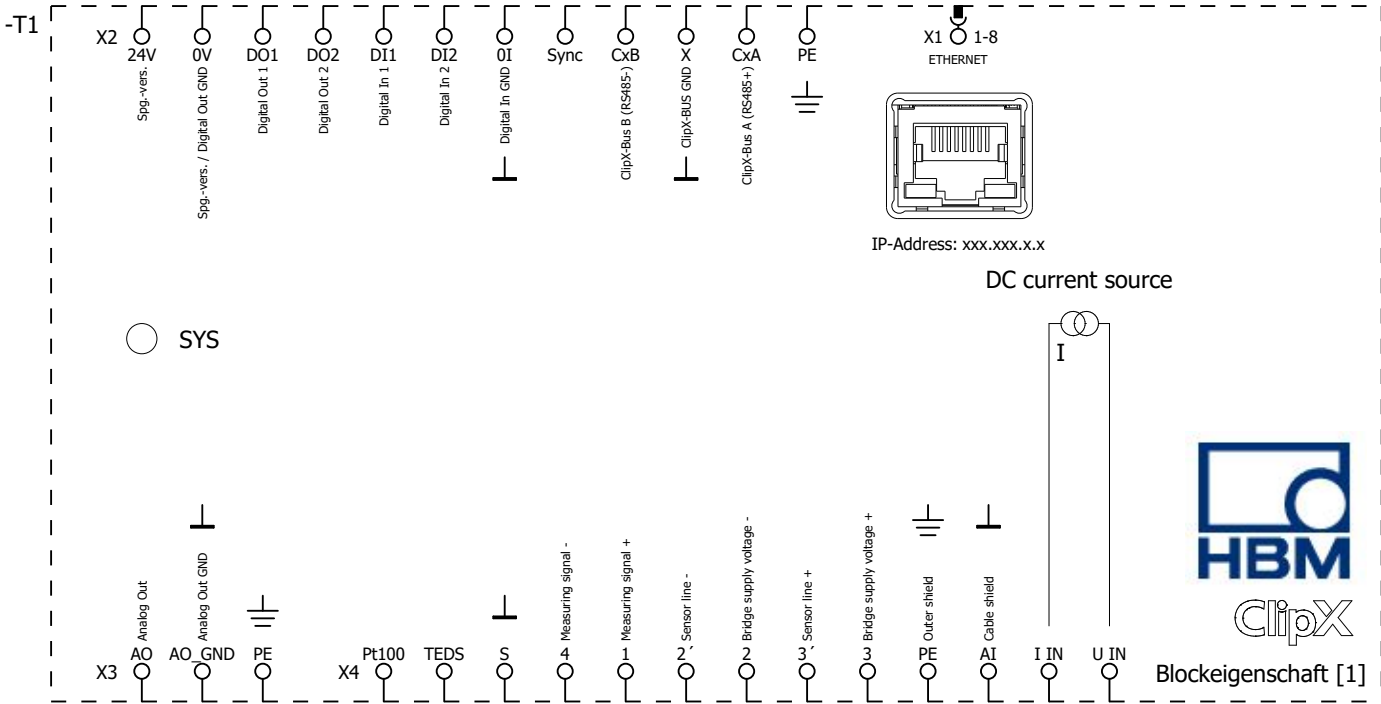 -T1
X2
24V
0V
DO1
DO2
DI1
DI2
0I
Sync
CxB
X
CxA
PE
X1
1-8
ETHERNET
Spg.-vers.
Spg.-vers. / Digital Out GND
Digital Out 1
Digital Out 2
Digital In 1
Digital In 2
Digital In GND
ClipX-Bus B (RS485-)
ClipX-BUS GND
ClipX-Bus A (RS485+)
IP-Address: xxx.xxx.x.x
DC current source
SYS
I
HBM
ClipX
Analog Out
Analog Out GND
Measuring signal -
Measuring signal +
Sensor line -
Bridge supply voltage -
Sensor line +
Bridge supply voltage +
Outer shield
Cable shield
X3
AO
AO_GND
PE
X4
Pt100
TEDS
S
4
1
2´
2
3´
3
PE
AI
I IN
U IN
Blockeigenschaft [1]